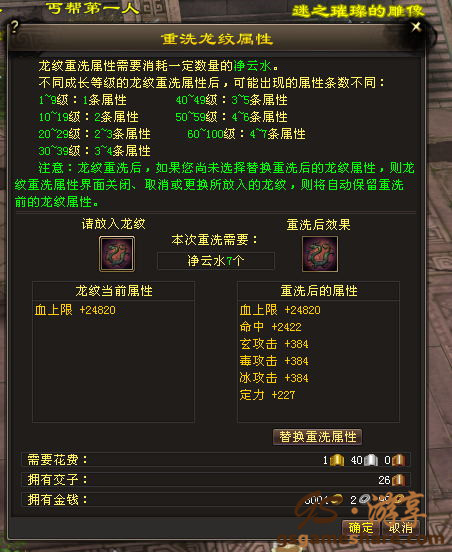 丐帮第一人
迷之璀璨的雕像
?
重洗龙纹属性
龙纹重洗属性需要消耗一定数量的净云水。
不同成长等级的龙纹重洗属性后，可能出现的属性条数不同：
1~9级：1条属性 40~49级：3~5条属性
10~19级：2条属性 50~59级：4~6条属性
20~29级：2~3条属性 60~100级：4~7条属性
30~39级：3~4条属性
注意：龙纹重洗后，如果您尚未选择替换重洗后的龙纹属性，则龙
纹重洗属性界面关闭、取消或更换所放入的龙纹，则将自动保留重洗
前的龙纹属性。
请放入龙纹
重洗后效果
本次重洗需要：
净云水7个
龙纹当前属性
血上限 +24820
重洗后的属性
血上限 +24820
命中 +2422
玄攻击 +384
毒攻击 +384
冰攻击 +384
定力 +227
替换重洗属性
需要花费： 1 40 0
拥有交子： 26
拥有金钱：
确定 取消